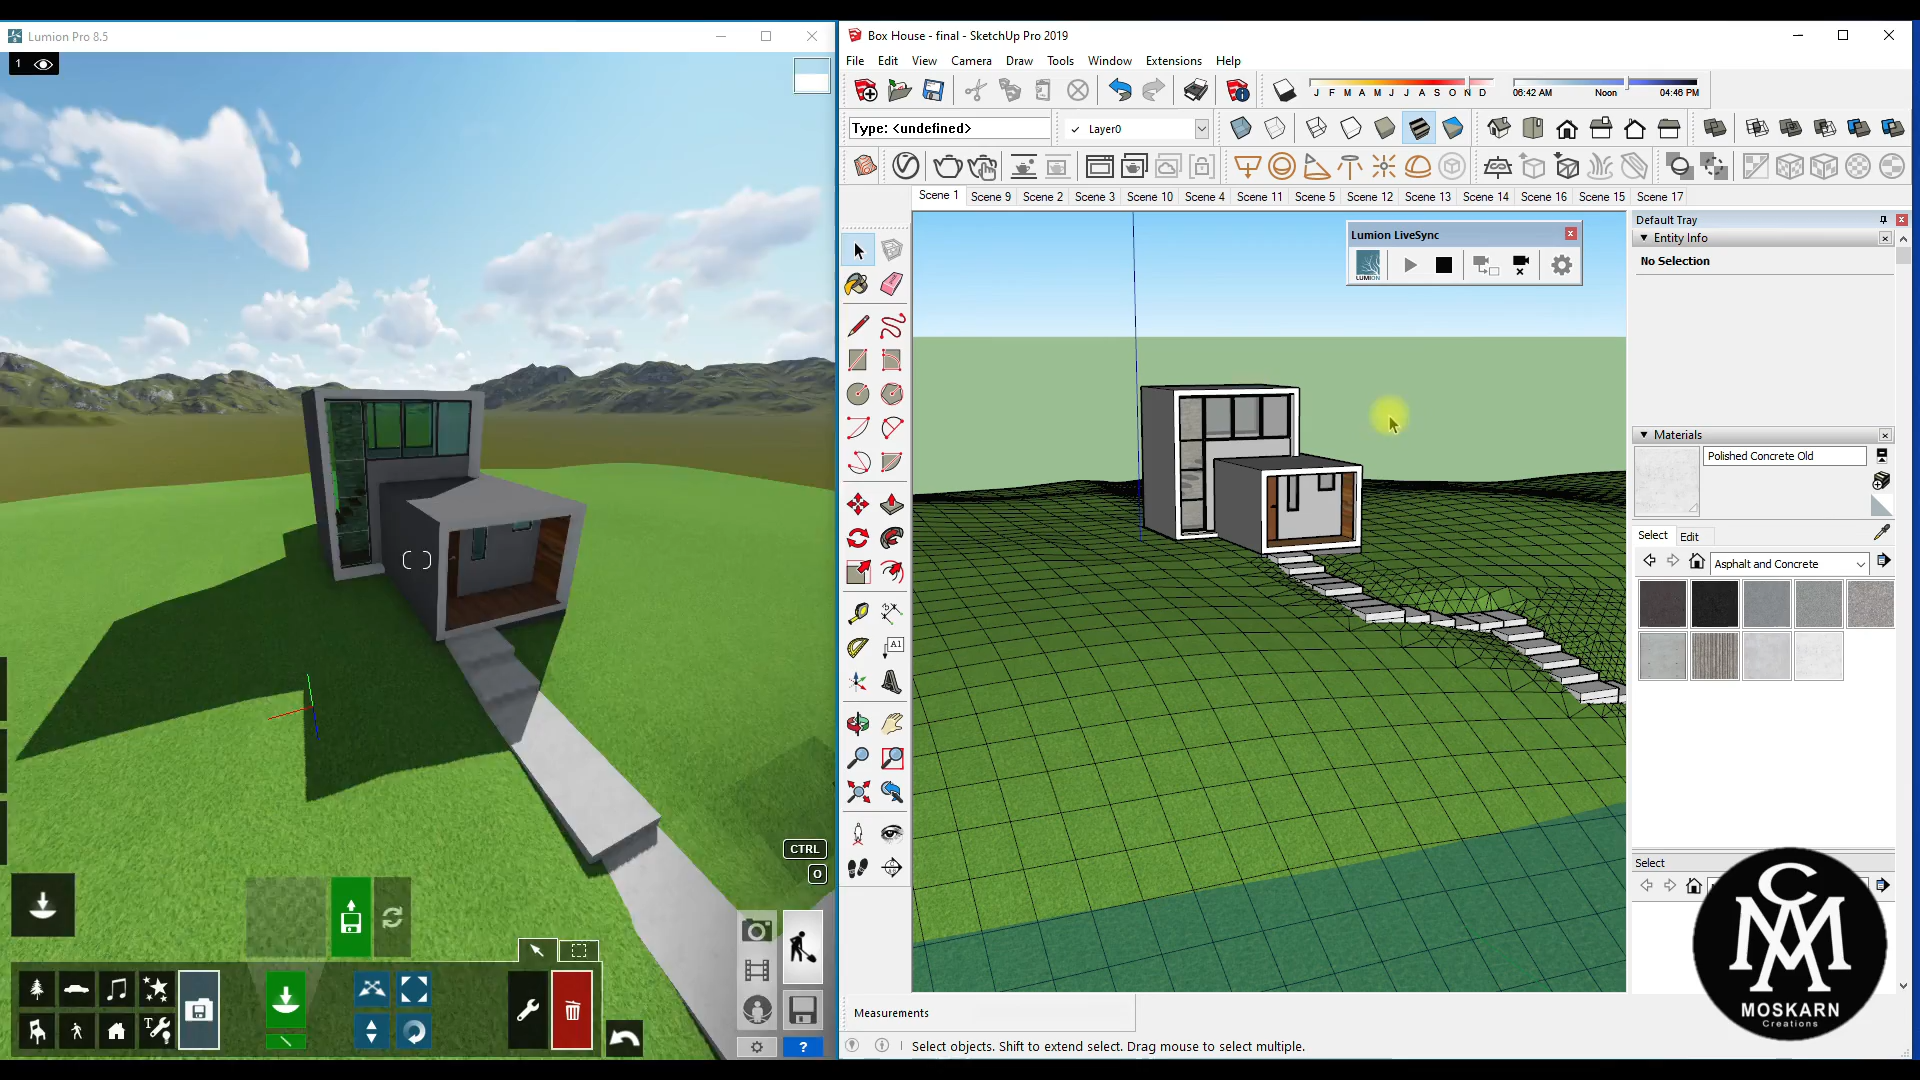 Lumion Pro 8.5
1
CTRL
O
?
Box House - final - SketchUp Pro 2019
File Edit View Camera Draw Tools Window Extensions Help
J F M A M J J A S O N D
06:42 AM Noon 04:46 PM
Type: <undefined>
Layer0
Scene 1 Scene 9 Scene 2 Scene 3 Scene 10 Scene 4 Scene 11 Scene 5 Scene 12 Scene 13 Scene 14 Scene 16 Scene 15 Scene 17
Lumion LiveSync
LUMION
Default Tray
Entity Info
No Selection
Materials
Polished Concrete Old
Select Edit
Asphalt and Concrete
Select
A1
MOSKARN
Creations
Measurements
Select objects. Shift to extend select. Drag mouse to select multiple.